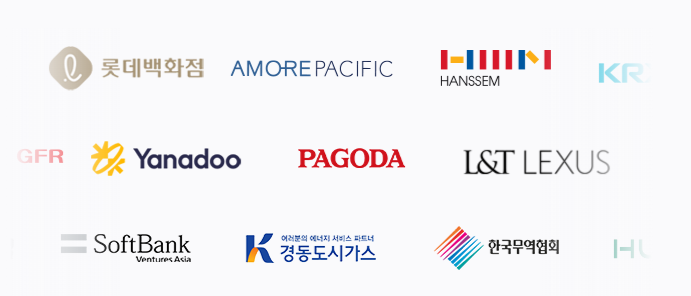 롯데백화점 AMOREPACIFIC HANSSEM KR
GFR Yanadoo PAGODA L&T LEXUS
SoftBank Ventures Asia 여러분의 에너지 서비스 파트너 경동도시가스 한국무역협회 HU